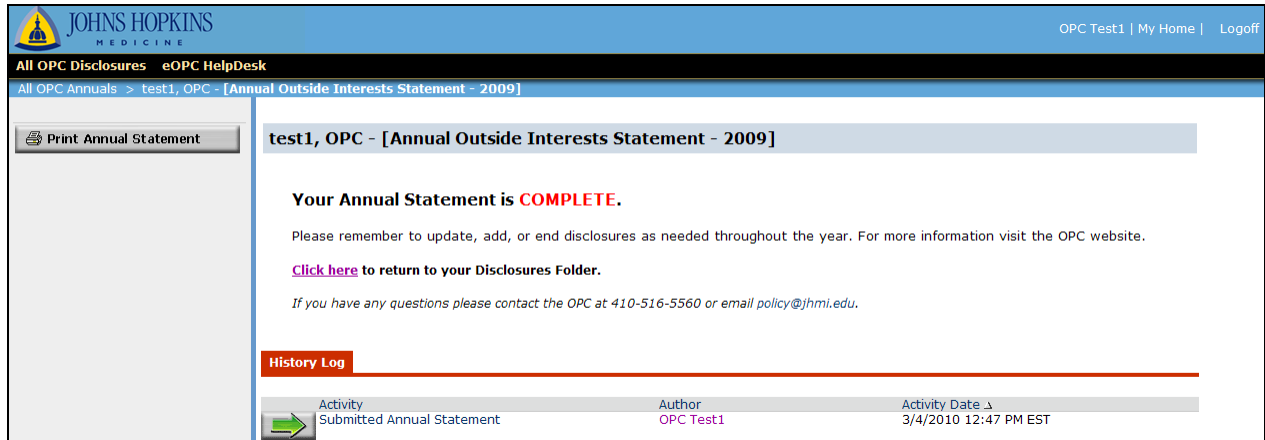 JOHNS HOPKINS
MEDICINE
OPC Test1 | My Home | Logoff
All OPC Disclosures eOPC HelpDesk
All OPC Annuals > test1, OPC - [Annual Outside Interests Statement - 2009]
Print Annual Statement
test1, OPC - [Annual Outside Interests Statement - 2009]
Your Annual Statement is COMPLETE.
Please remember to update, add, or end disclosures as needed throughout the year. For more information visit the OPC website.
Click here to return to your Disclosures Folder.
If you have any questions please contact the OPC at 410-516-5560 or email policy@jhmi.edu.
History Log
Activity Author Activity Date
Submitted Annual Statement OPC Test1 3/4/2010 12:47 PM EST